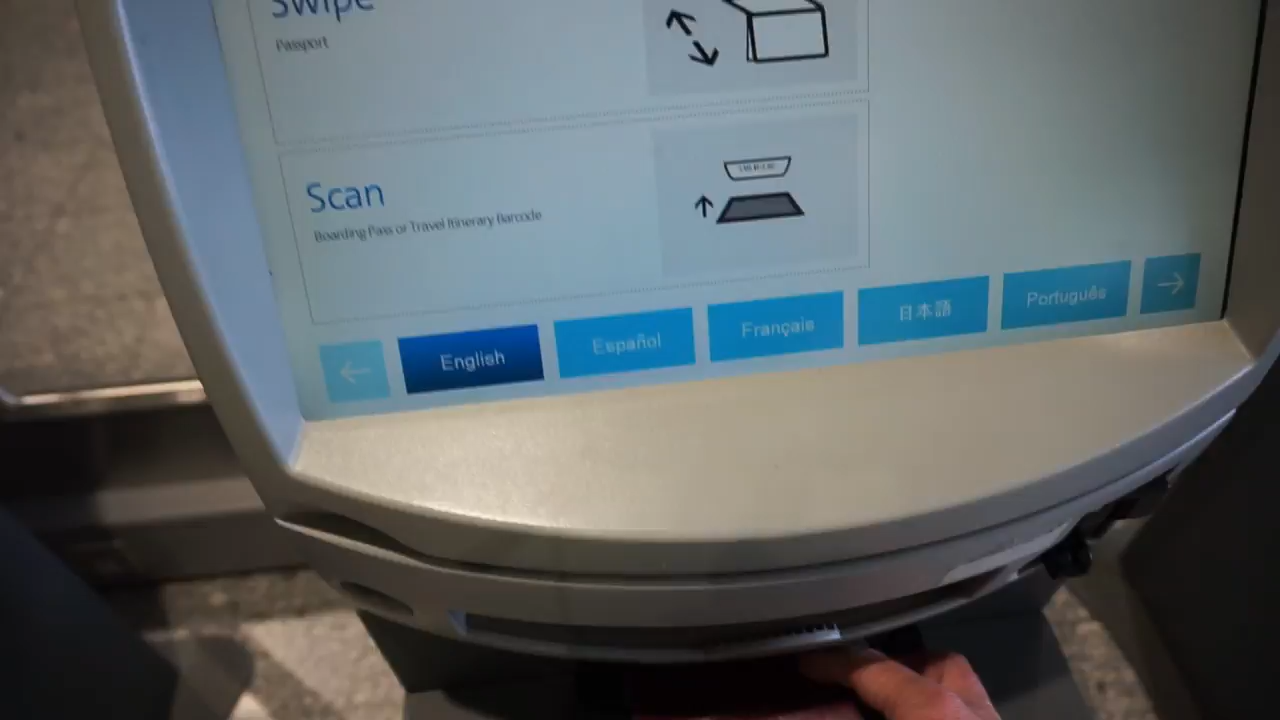 Swipe
Passport
Scan
Boarding Pass or Travel Itinerary Barcode
English
Español
Français
日本語
Português